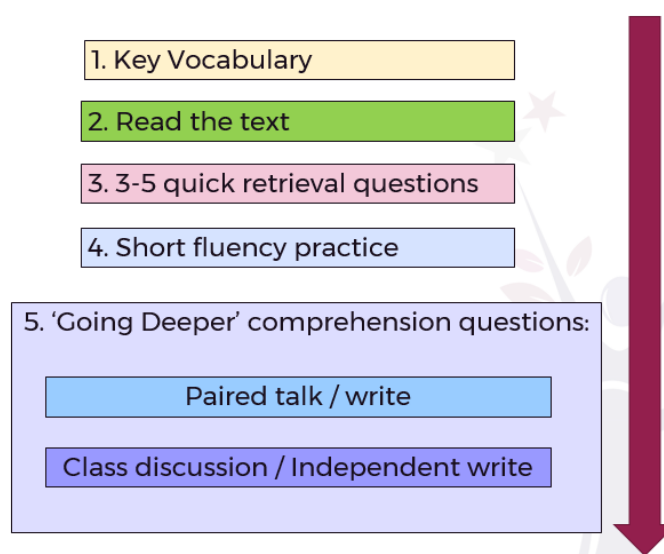 1. Key Vocabulary
2. Read the text
3. 3-5 quick retrieval questions
4. Short fluency practice
5. ‘Going Deeper’ comprehension questions:
Paired talk / write
Class discussion / Independent write